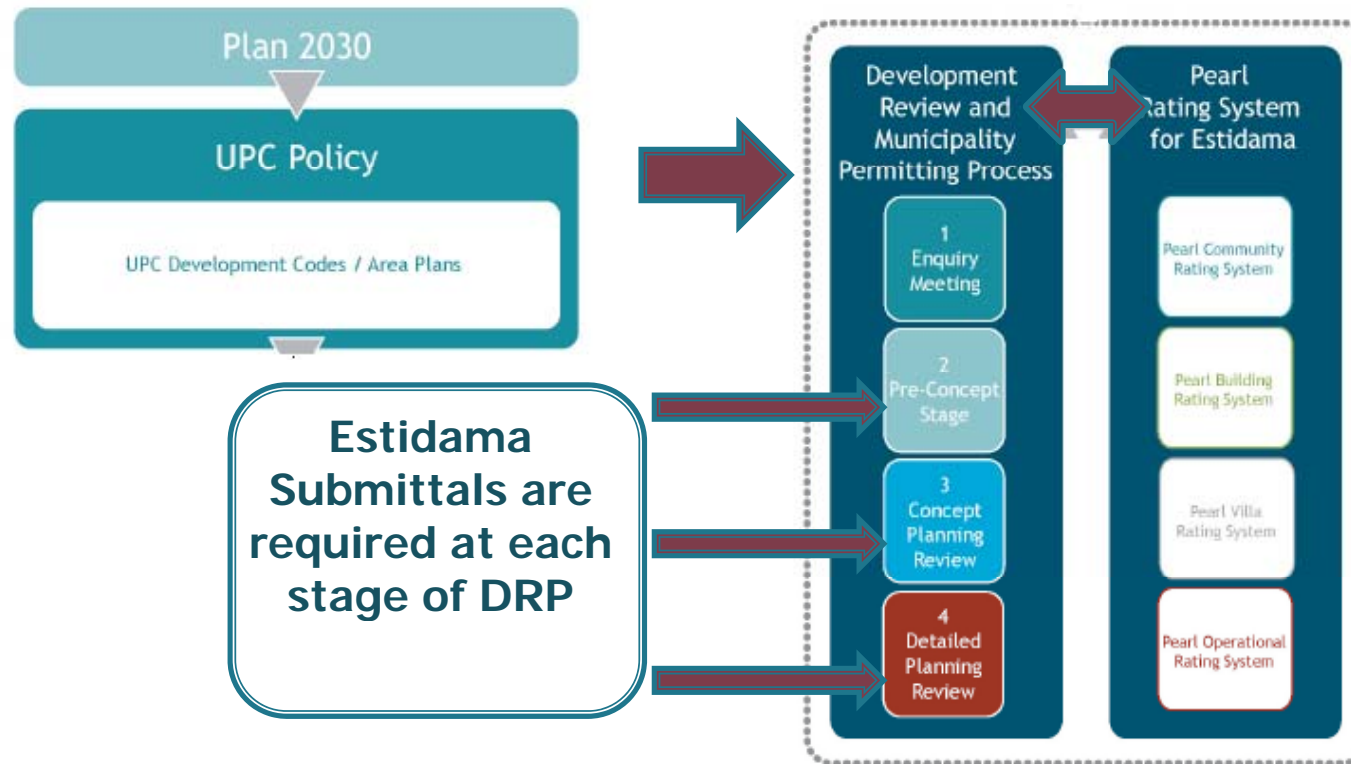 Plan 2030
UPC Policy
UPC Development Codes / Area Plans
Estidama
Submittals are
required at each
stage of DRP
Development
Review and
Municipality
Permitting Process
1
Enquiry
Meeting
2
Pre-Concept
Stage
3
Concept
Planning
Review
4
Detailed
Planning
Review
Pearl
Rating System
for Estidama
Pearl Community
Rating System
Pearl Building
Rating System
Pearl Villa
Rating System
Pearl Operational
Rating System